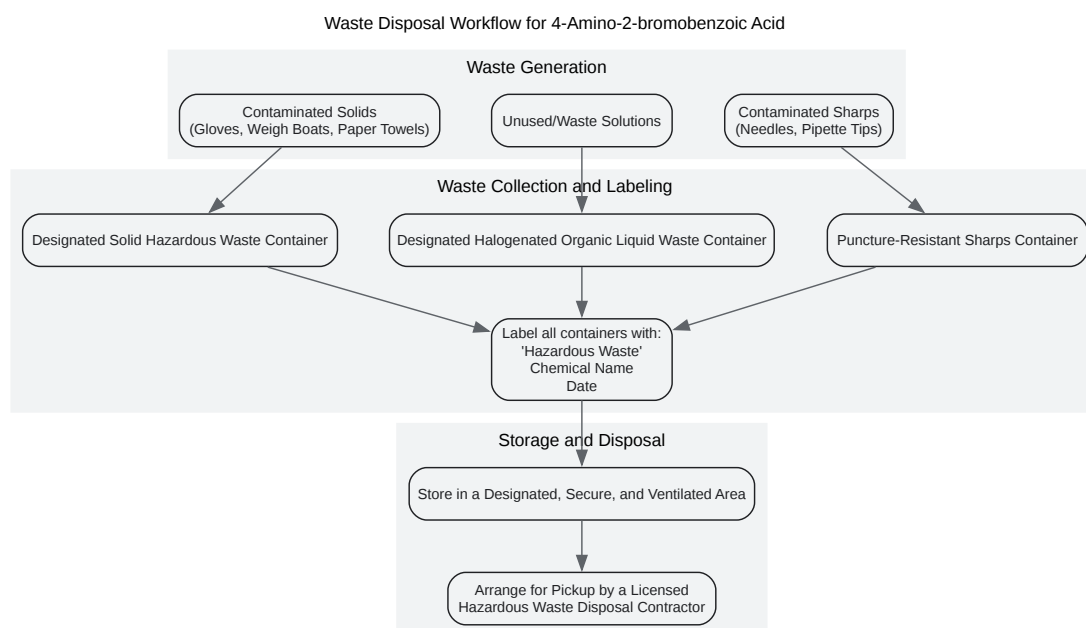 Waste Disposal Workflow for 4-Amino-2-bromobenzoic Acid
Waste Generation
Contaminated Solids
(Gloves, Weigh Boats, Paper Towels)
Unused/Waste Solutions
Contaminated Sharps
(Needles, Pipette Tips)
Waste Collection and Labeling
Designated Solid Hazardous Waste Container
Designated Halogenated Organic Liquid Waste Container
Puncture-Resistant Sharps Container
Label all containers with:
'Hazardous Waste'
Chemical Name
Date
Storage and Disposal
Store in a Designated, Secure, and Ventilated Area
Arrange for Pickup by a Licensed
Hazardous Waste Disposal Contractor